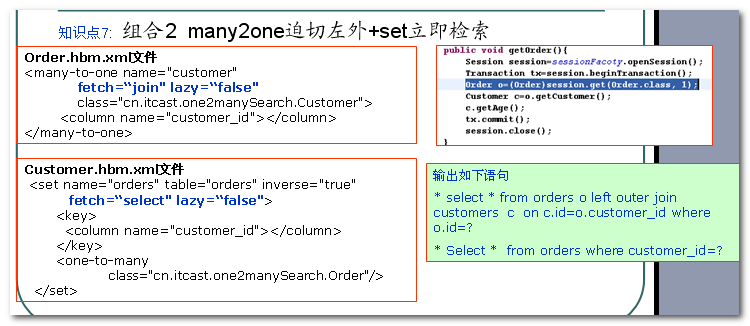 知识点7: 组合2 many2one迫切左外+set立即检索
Order.hbm.xml文件
<many-to-one name="customer"
fetch=“join" lazy=“false"
class="cn.itcast.one2manySearch.Customer">
<column name="customer_id"></column>
</many-to-one>
Customer.hbm.xml文件
<set name="orders" table="orders" inverse="true"
fetch=“select" lazy=“false">
<key>
<column name="customer_id"></column>
</key>
<one-to-many
class="cn.itcast.one2manySearch.Order"/>
</set>
public void getOrder(){
Session session=sessionFacoty.openSession();
Transaction tx=session.beginTransaction();
Order o=(Order)session.get(Order.class, 1);
Customer c=o.getCustomer();
c.getAge();
tx.commit();
session.close();
}
输出如下语句
* select * from orders o left outer join
customers c on c.id=o.customer_id where
o.id=?
* Select * from orders where customer_id=?